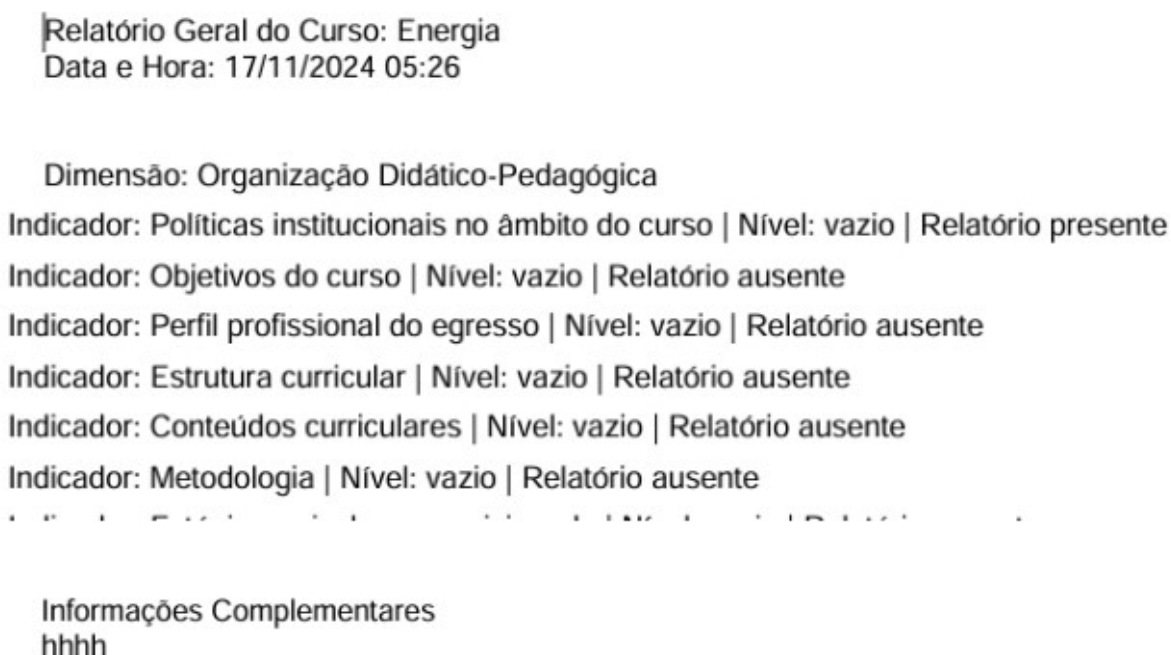 Relatório Geral do Curso: Energia
Data e Hora: 17/11/2024 05:26
Dimensão: Organização Didático-Pedagógica
Indicador: Políticas institucionais no âmbito do curso | Nível: vazio | Relatório presente
Indicador: Objetivos do curso | Nível: vazio | Relatório ausente
Indicador: Perfil profissional do egresso | Nível: vazio | Relatório ausente
Indicador: Estrutura curricular | Nível: vazio | Relatório ausente
Indicador: Conteúdos curriculares | Nível: vazio | Relatório ausente
Indicador: Metodologia | Nível: vazio | Relatório ausente
Informações Complementares
hhhh